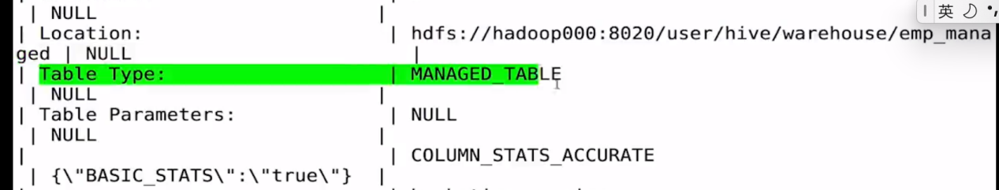 | NULL |
| Location: | hdfs://hadoop000:8020/user/hive/warehouse/emp_mana
ged | NULL |
| Table Type: | MANAGED_TABLE
| NULL |
| Table Parameters: | NULL
| NULL |
| | COLUMN_STATS_ACCURATE
| {\"BASIC_STATS\":\"true\"} |
英